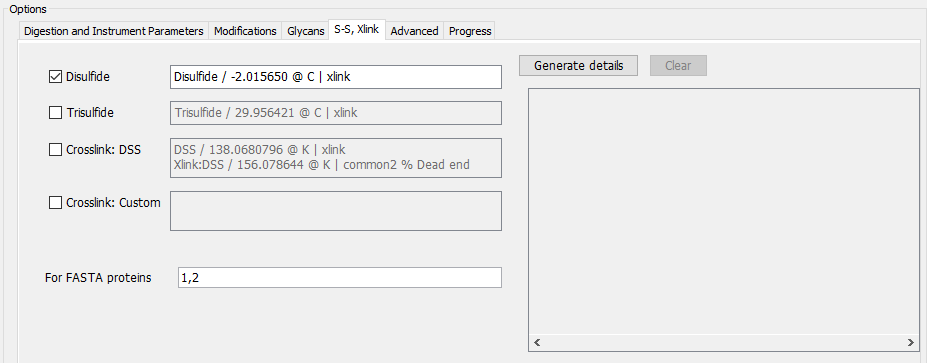 Options
Digestion and Instrument Parameters Modifications Glycans S-S, Xlink Advanced Progress
Disulfide Disulfide / -2.015650 @ C | xlink Generate details Clear
Trisulfide Trisulfide / 29.956421 @ C | xlink
Crosslink: DSS DSS / 138.0680796 @ K | xlink
Xlink:DSS / 156.078644 @ K | common2 % Dead end
Crosslink: Custom
For FASTA proteins 1,2